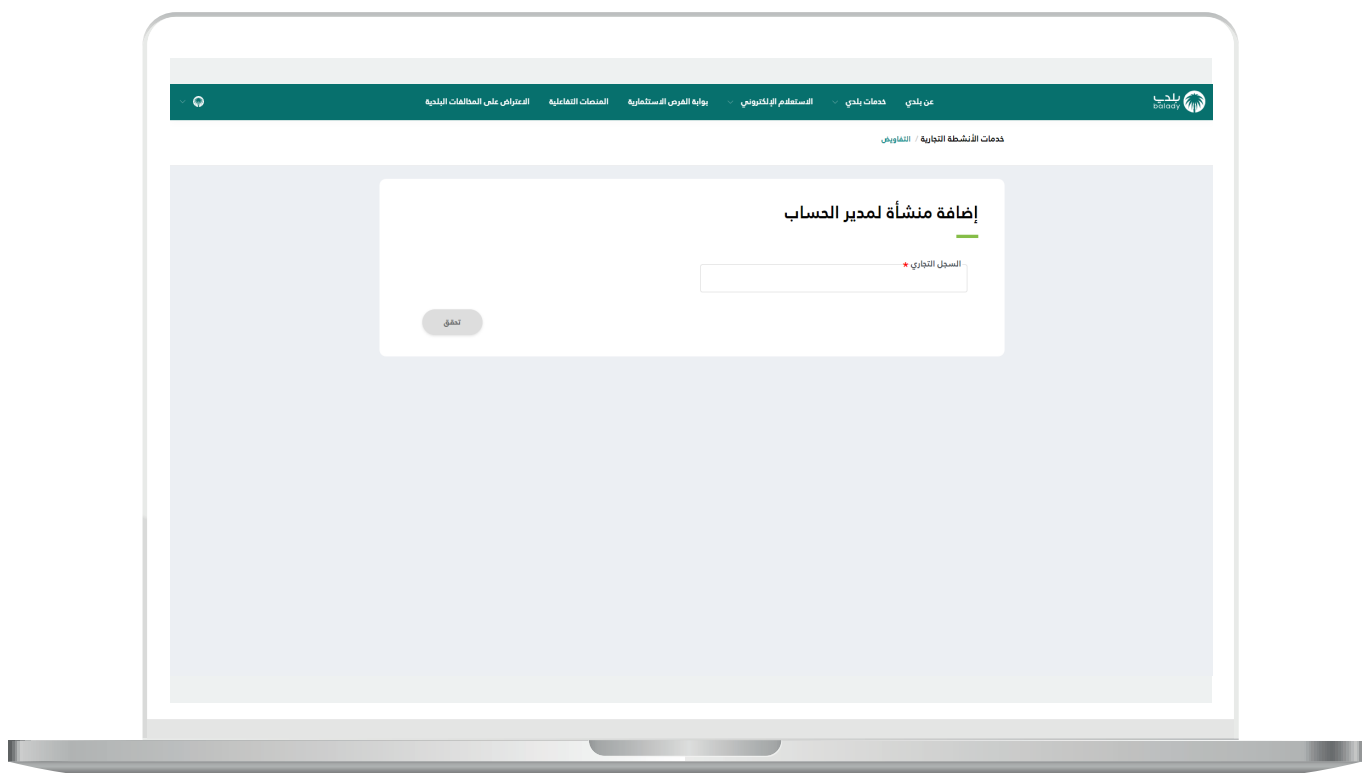 بلدي
balady
عن بلدي
خدمات بلدي
الاستعلام الإلكتروني
بوابة الفرص الاستثمارية
المنصات التفاعلية
الاعتراض على المخالفات البلدية
خدمات الأنشطة التجارية / التفاويض
إضافة منشأة لمدير الحساب
السجل التجاري *
تحقق